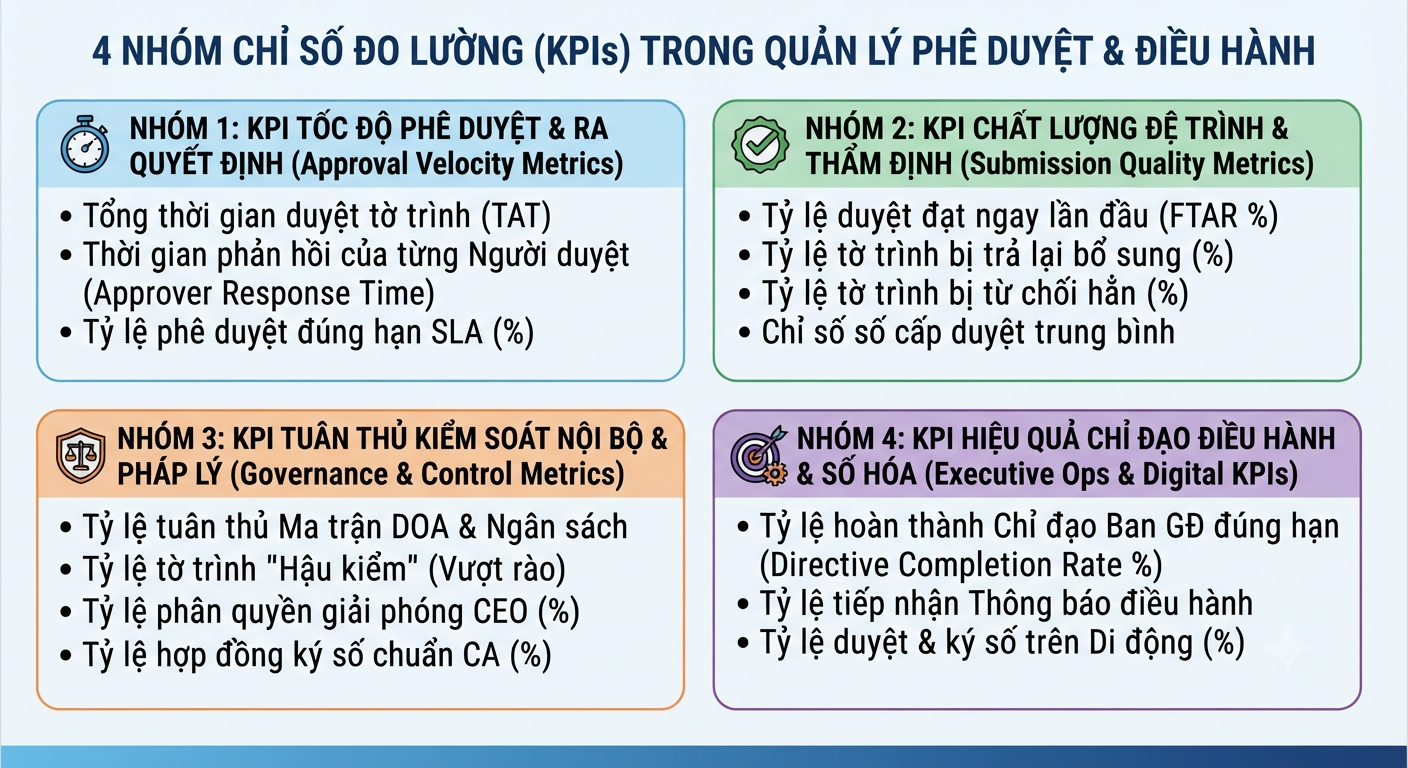 4 NHÓM CHỈ SỐ ĐO LƯỜNG (KPIs) TRONG QUẢN LÝ PHÊ DUYỆT & ĐIỀU HÀNH
NHÓM 1: KPI TỐC ĐỘ PHÊ DUYỆT & RA
QUYẾT ĐỊNH (Approval Velocity Metrics)
• Tổng thời gian duyệt tờ trình (TAT)
• Thời gian phản hồi của từng Người duyệt
(Approver Response Time)
• Tỷ lệ phê duyệt đúng hạn SLA (%)
NHÓM 2: KPI CHẤT LƯỢNG ĐỆ TRÌNH &
THẨM ĐỊNH (Submission Quality Metrics)
• Tỷ lệ duyệt đạt ngay lần đầu (FTAR %)
• Tỷ lệ tờ trình bị trả lại bổ sung (%)
• Tỷ lệ tờ trình bị từ chối hẳn (%)
• Chỉ số số cấp duyệt trung bình
NHÓM 3: KPI TUÂN THỦ KIỂM SOÁT NỘI BỘ &
PHÁP LÝ (Governance & Control Metrics)
• Tỷ lệ tuân thủ Ma trận DOA & Ngân sách
• Tỷ lệ tờ trình "Hậu kiểm" (Vượt rào)
• Tỷ lệ phân quyền giải phóng CEO (%)
• Tỷ lệ hợp đồng ký số chuẩn CA (%)
NHÓM 4: KPI HIỆU QUẢ CHỈ ĐẠO ĐIỀU HÀNH
& SỐ HÓA (Executive Ops & Digital KPIs)
• Tỷ lệ hoàn thành Chỉ đạo Ban GĐ đúng hạn
(Directive Completion Rate %)
• Tỷ lệ tiếp nhận Thông báo điều hành
• Tỷ lệ duyệt & ký số trên Di động (%)